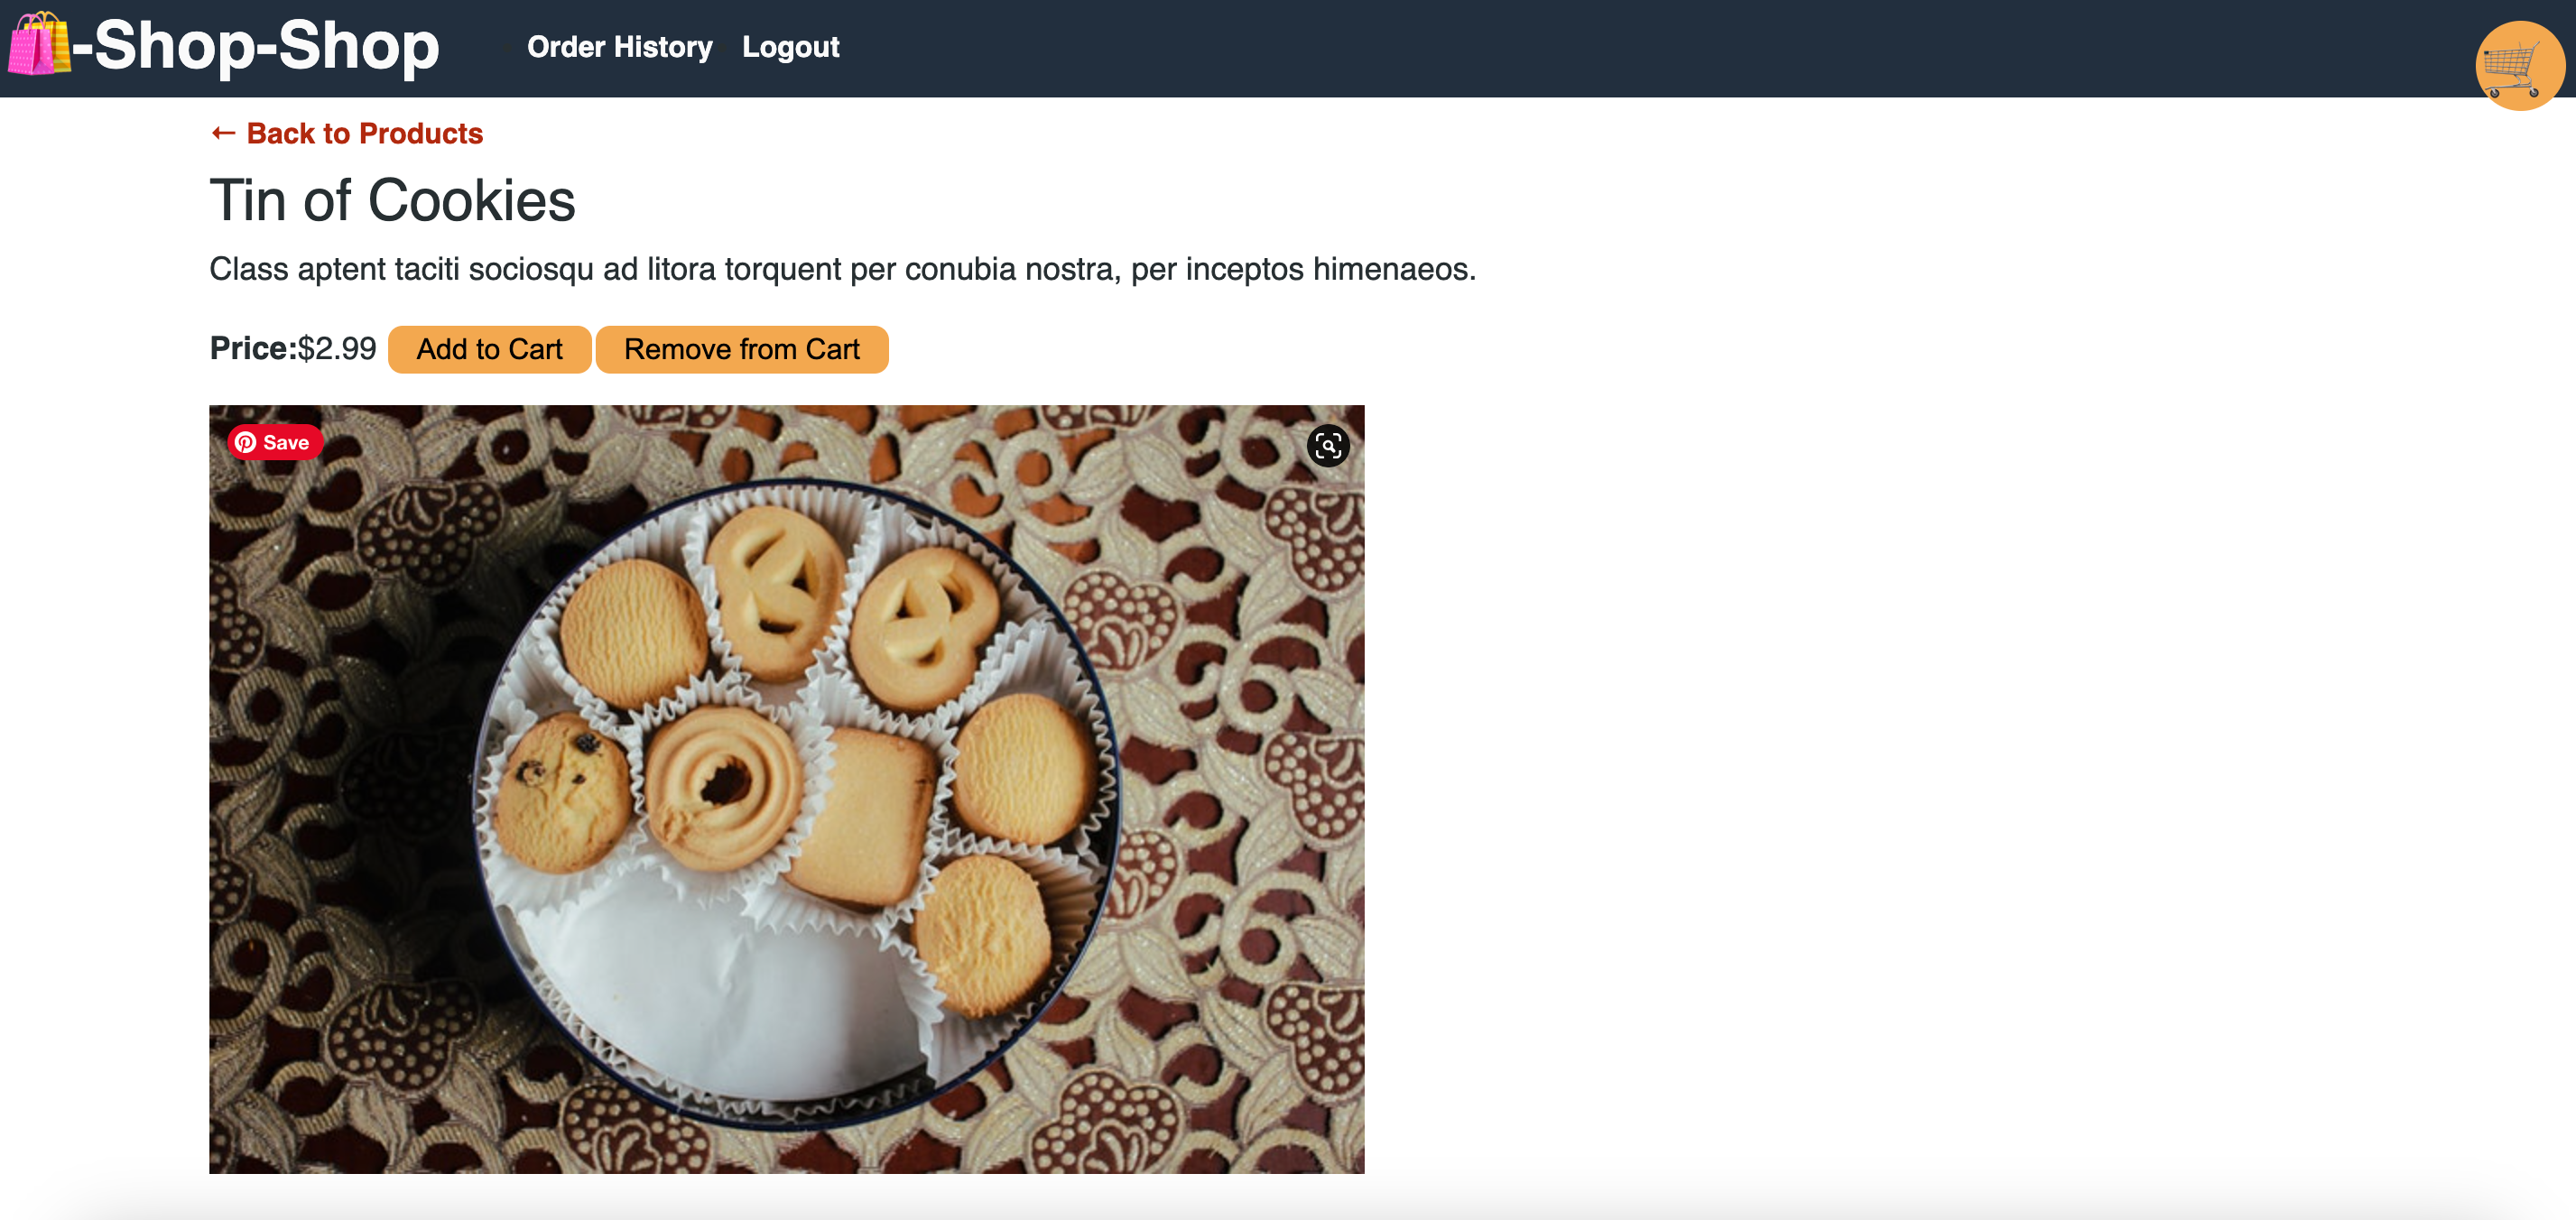 -Shop-Shop
Order History Logout
← Back to Products
Tin of Cookies
Class aptent taciti sociosqu ad litora torquent per conubia nostra, per inceptos himenaeos.
Price:$2.99 Add to Cart Remove from Cart
Save